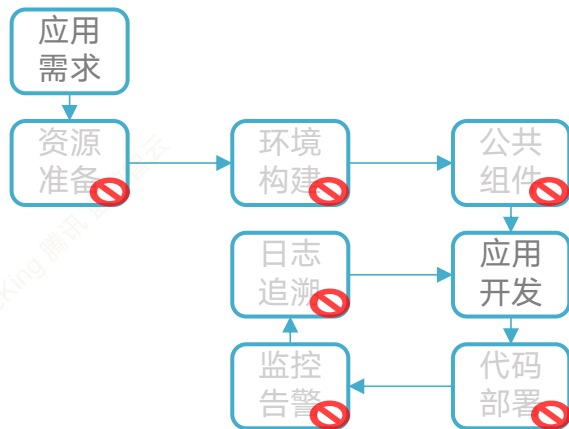 应用
需求
资源
准备
环境
构建
公共
组件
日志
追溯
应用
开发
监控
告警
代码
部署